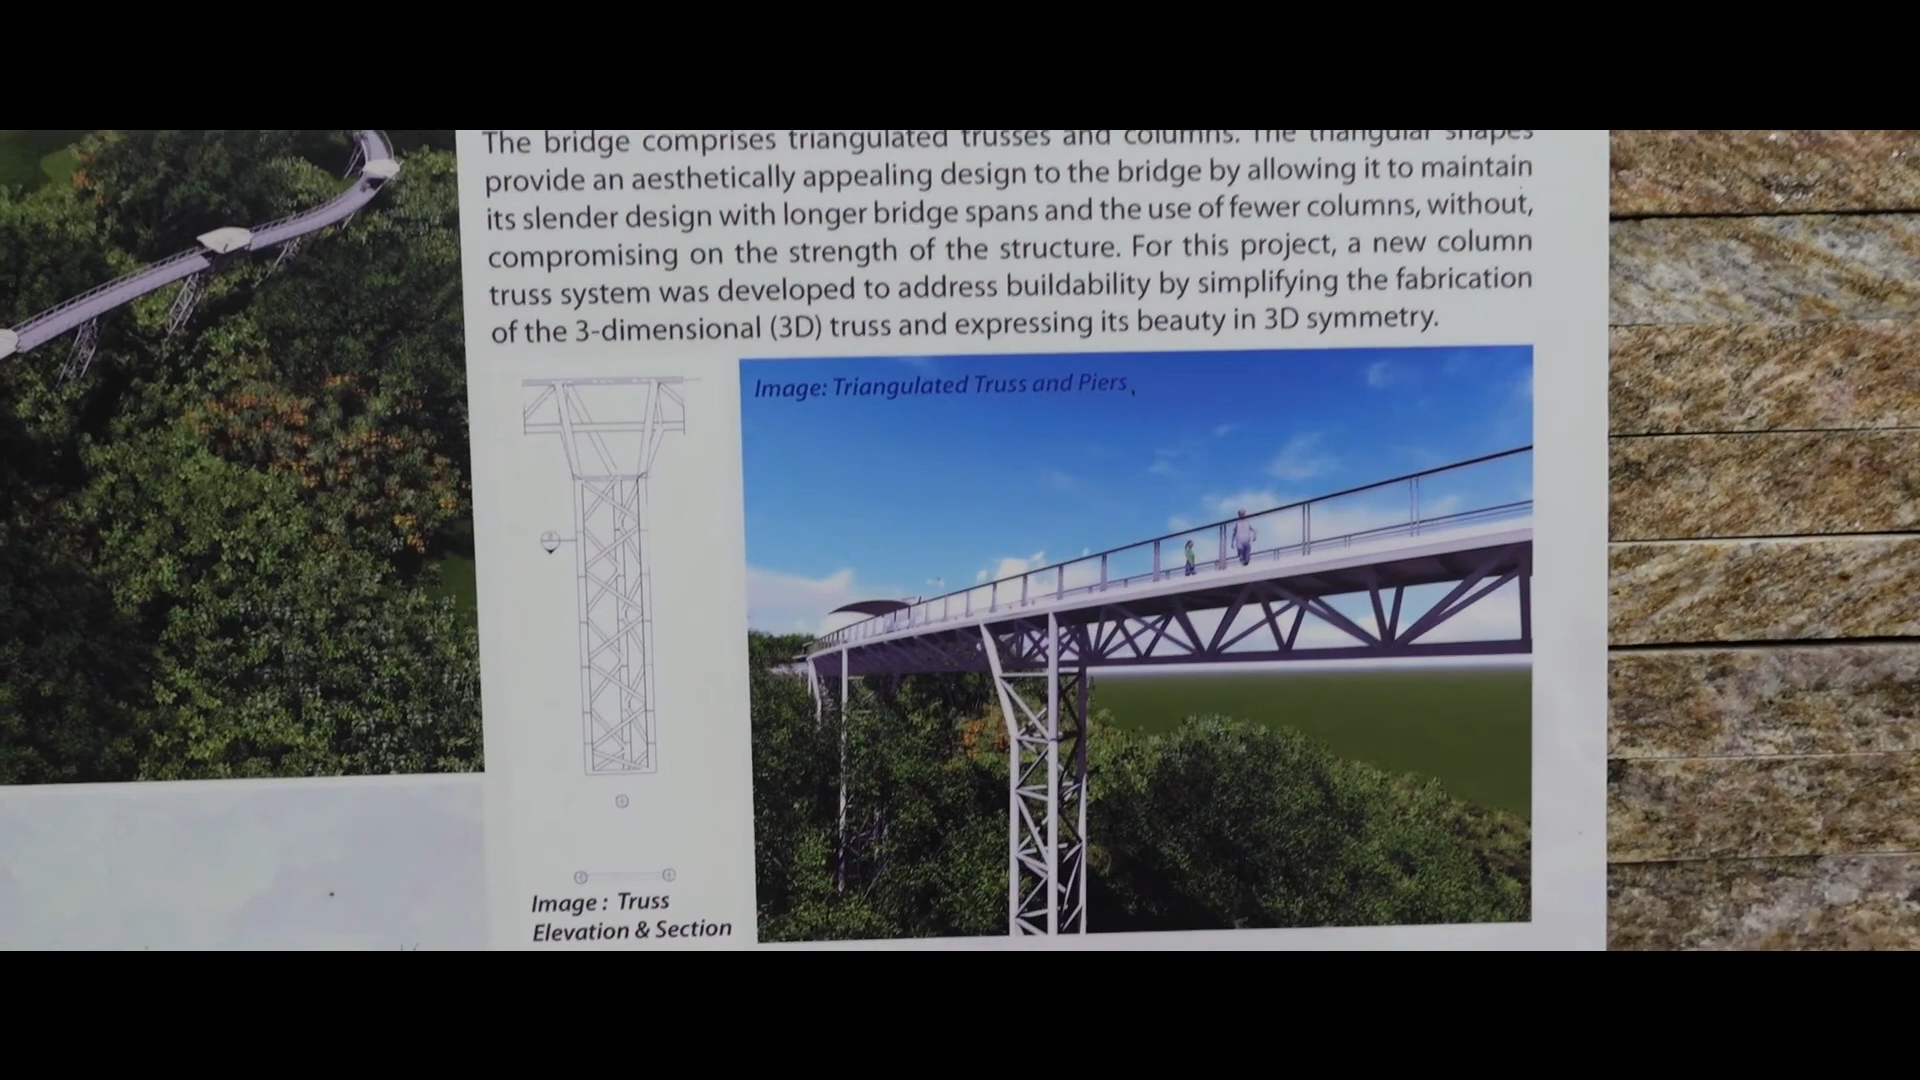 The bridge comprises triangulated trusses and columns. The triangular shapes
provide an aesthetically appealing design to the bridge by allowing it to maintain
its slender design with longer bridge spans and the use of fewer columns, without,
compromising on the strength of the structure. For this project, a new column
truss system was developed to address buildability by simplifying the fabrication
of the 3-dimensional (3D) truss and expressing its beauty in 3D symmetry.
Image: Triangulated Truss and Piers
Image : Truss
Elevation & Section